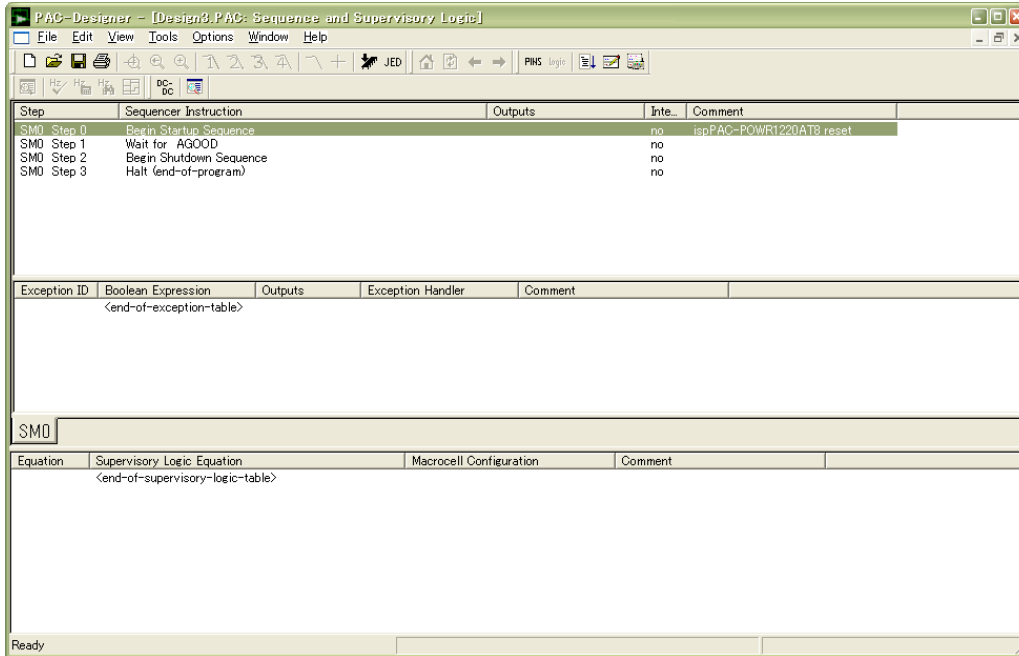 PAC-Designer - [Design3.PAC: Sequence and Supervisory Logic]
File Edit View Tools Options Window Help
JED PINS logic
DC-DC
Step Sequencer Instruction Outputs Inte... Comment
SM0 Step 0 Begin Startup Sequence no ispPAC-POWR1220AT8 reset
SM0 Step 1 Wait for AGOOD no
SM0 Step 2 Begin Shutdown Sequence no
SM0 Step 3 Halt (end-of-program) no
Exception ID Boolean Expression Outputs Exception Handler Comment
<end-of-exception-table>
SM0
Equation Supervisory Logic Equation Macrocell Configuration Comment
<end-of-supervisory-logic-table>
Ready